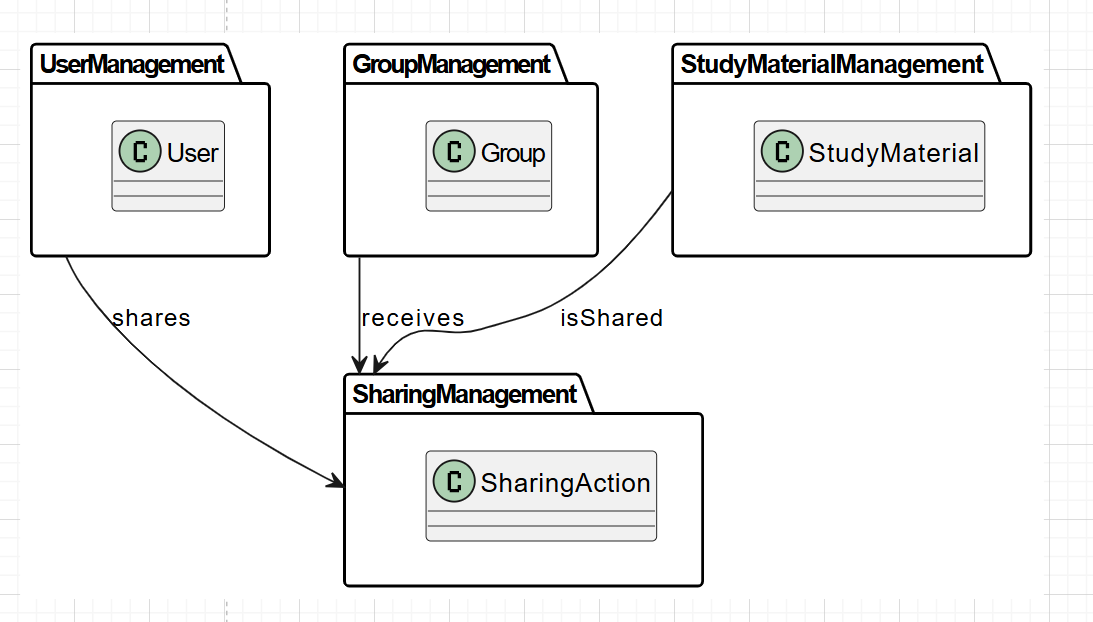 UserManagement
GroupManagement
StudyMaterialManagement
C User
C Group
C StudyMaterial
shares
receives
isShared
SharingManagement
C SharingAction